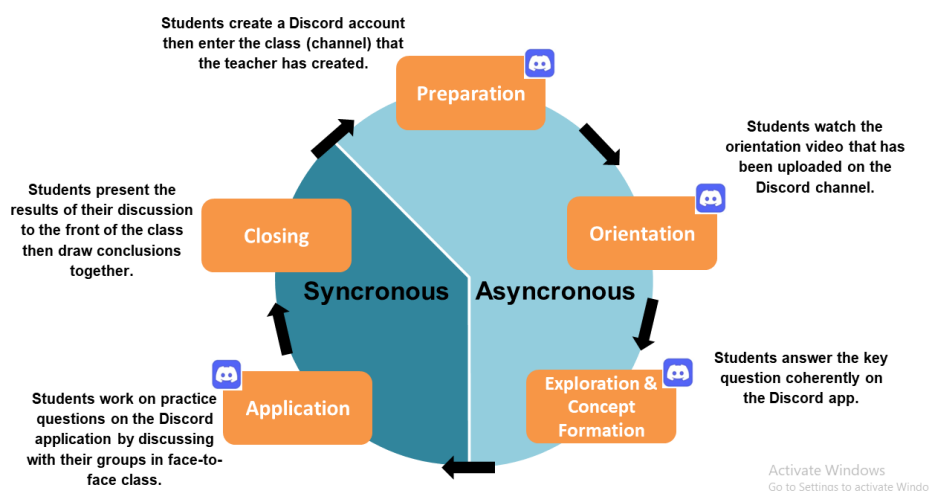 Students create a Discord account
then enter the class (channel) that
the teacher has created.
Preparation
Students watch the
orientation video that has
been uploaded on the
Discord channel.
Orientation
Students present the
results of their discussion
to the front of the class
then draw conclusions
together.
Closing
Syncronous
Asyncronous
Students answer the key
question coherently on
the Discord app.
Exploration &
Concept
Formation
Application
Students work on practice
questions on the Discord
application by discussing
with their groups in face-to-
face class.
Activate Windows
Go to Settings to activate Windo